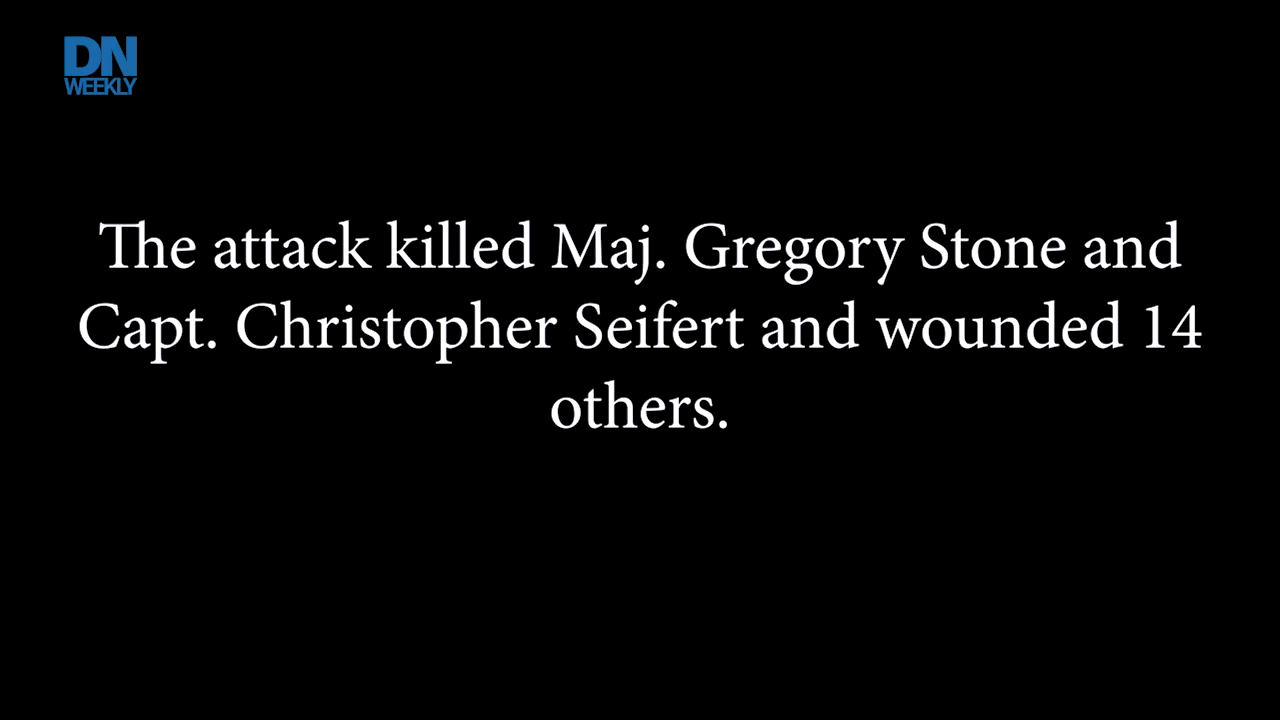 DN
WEEKLY
The attack killed Maj. Gregory Stone and
Capt. Christopher Seifert and wounded 14
others.